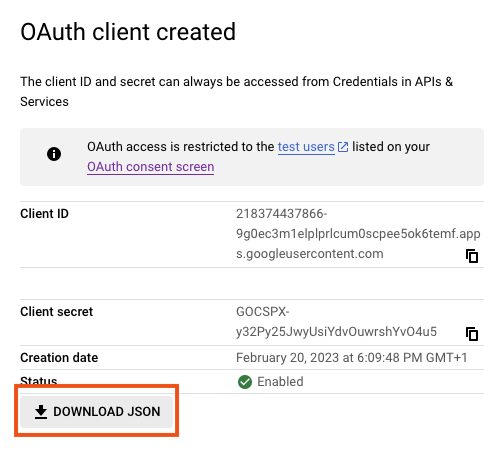 OAuth client created
The client ID and secret can always be accessed from Credentials in APIs &
Services
OAuth access is restricted to the test users listed on your
OAuth consent screen
Client ID
218374437866-
9g0ec3m1elplprlcum0scpee5ok6temf.app
s.googleusercontent.com
Client secret
GOCSPX-
y32Py25JwyUsiYdvOuwrshYvO4u5
Creation date
February 20, 2023 at 6:09:48 PM GMT+1
Status
Enabled
DOWNLOAD JSON